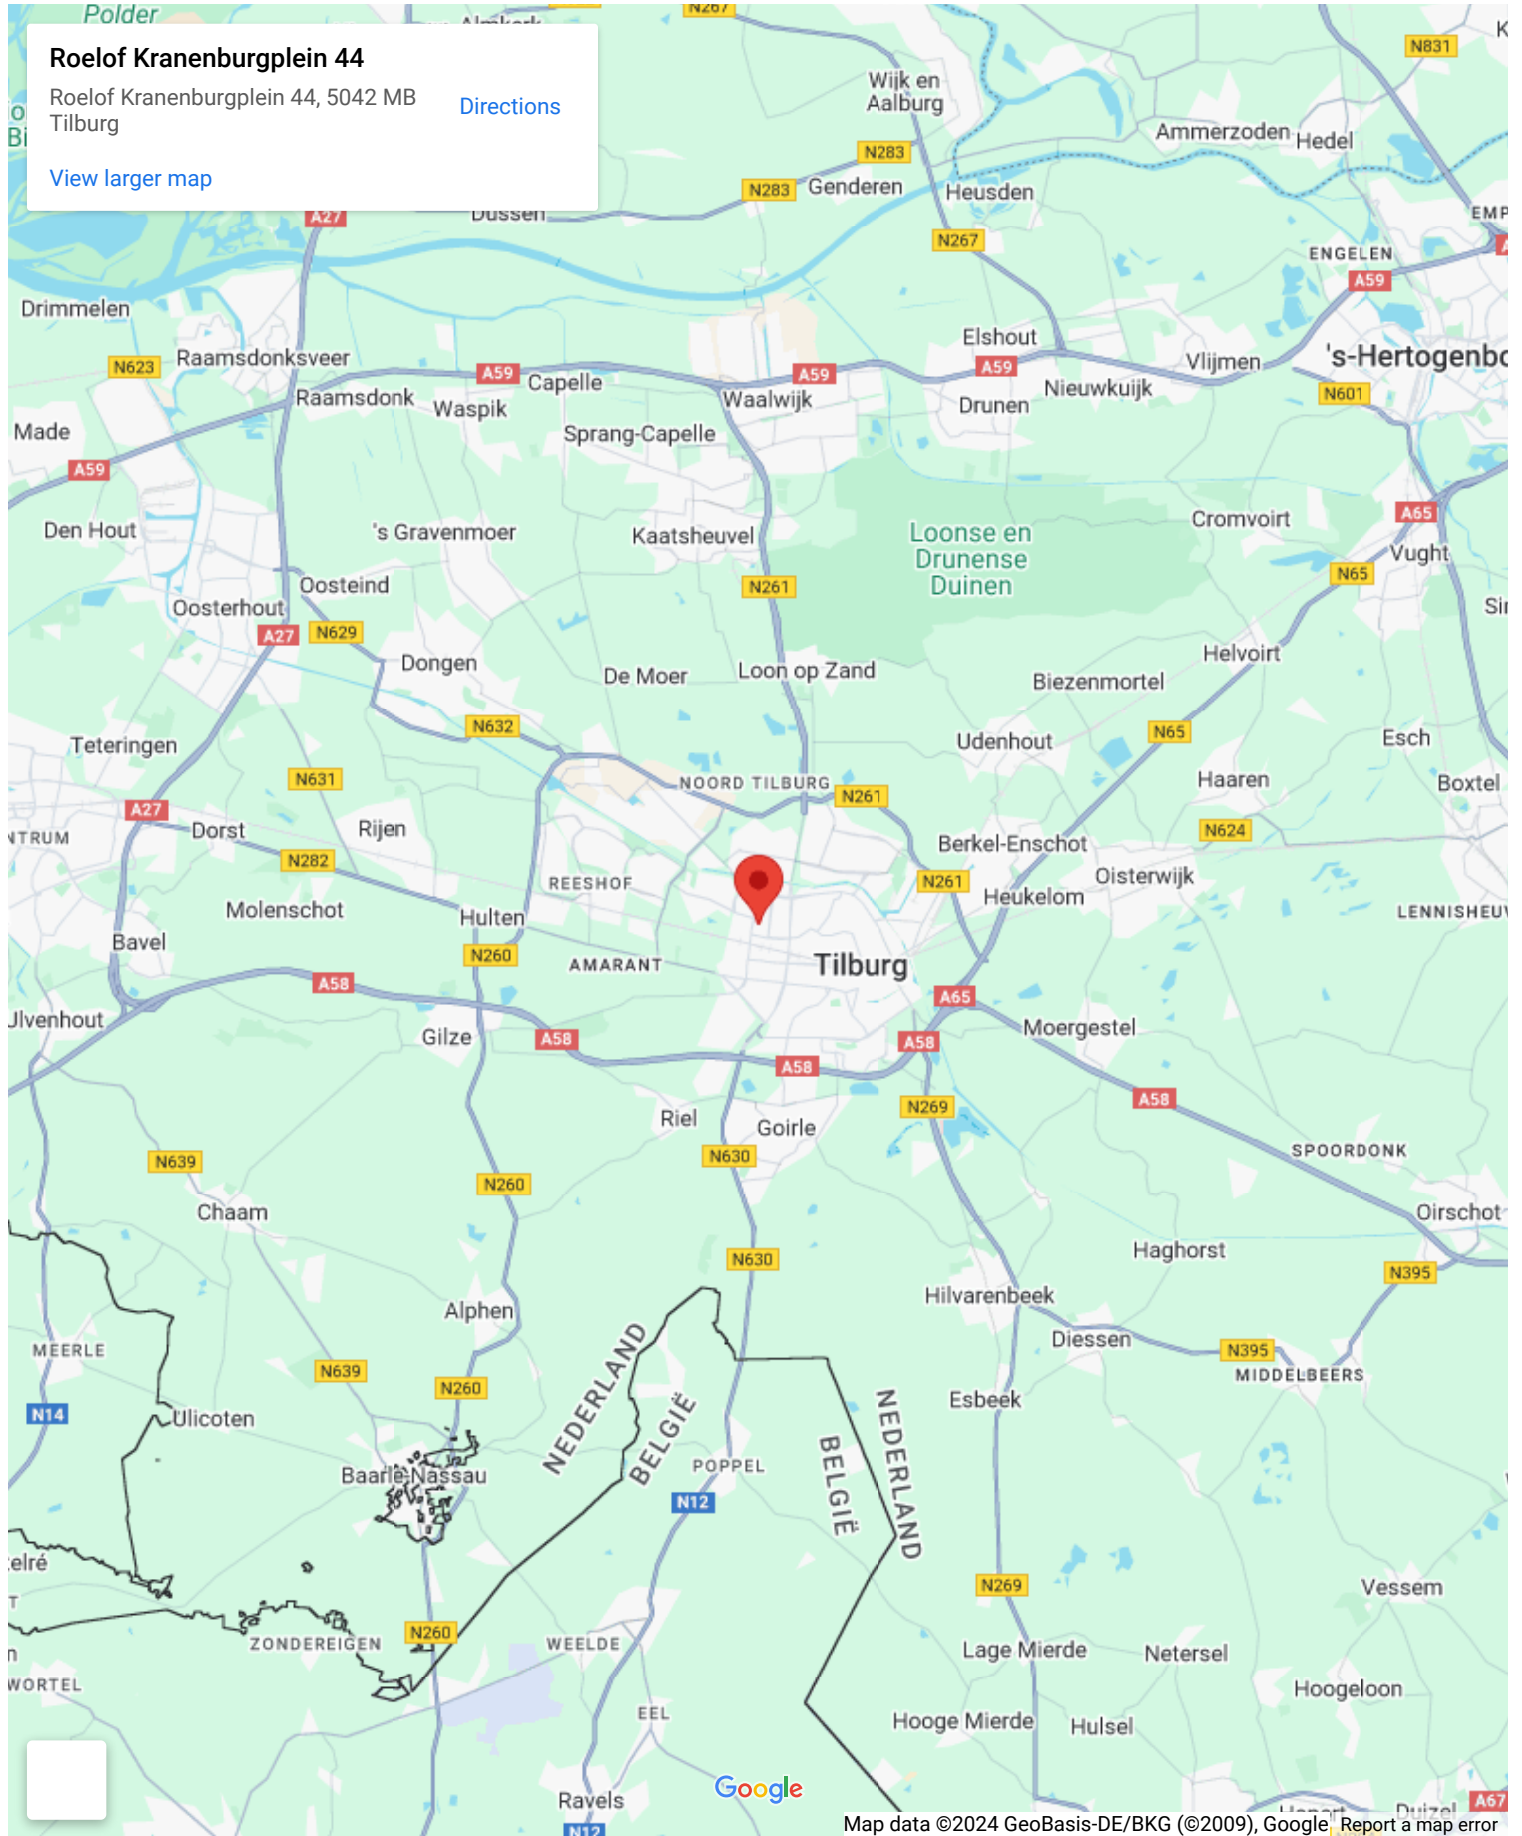 Polder
Almkerk
N267
N831
Roelof Kranenburgplein 44
Roelof Kranenburgplein 44, 5042 MB
Tilburg
Directions
View larger map
Wijk en
Aalburg
Ammerzoden
Hedel
N283
N283
Genderen
Heusden
A27
Dussen
N267
ENGELEN
A59
Drimmelen
Elshout
Raamsdonksveer
N623
A59
Capelle
A59
A59
Vlijmen
Nieuwkuijk
N601
Raamsdonk
Waspik
Waalwijk
Drunen
Made
Sprang-Capelle
A59
Den Hout
's Gravenmoer
Kaatsheuvel
Loonse en
Drunense
Duinen
Cromvoirt
A65
Vught
N65
Oosteind
N261
Oosterhout
A27
N629
Dongen
De Moer
Loon op Zand
Helvoirt
Biezenmortel
N632
N65
Teteringen
Udenhout
Esch
N631
NOORD TILBURG
N261
Haaren
Boxtel
A27
Dorst
Rijen
N624
Berkel-Enschot
N282
REESHOF
N261
Oisterwijk
Heukelom
Molenschot
Hulten
Bavel
N260
AMARANT
Tilburg
A58
A65
Ulvenhout
Gilze
A58
A58
Moergestel
A58
A58
N269
Riel
Goirle
N630
SPOORDONK
N639
N260
Chaam
Oirschot
N630
Haghorst
N395
Hilvarenbeek
Alphen
Diessen
MEERLE
N395
N639
N260
MIDDELBEERS
NEDERLAND
BELGIË
NEDERLAND
BELGIË
Esbeek
N14
Ulicoten
Baarle-Nassau
POPPEL
N12
N269
Vessem
N260
ZONDEREIGEN
WEELDE
Lage Mierde
Netersel
WORTEL
Hoogeloon
EEL
Hooge Mierde
Hulsel
Google
Ravels
A67
N12
Hapert
Duizel
Map data ©2024 GeoBasis-DE/BKG (©2009), Google
Report a map error